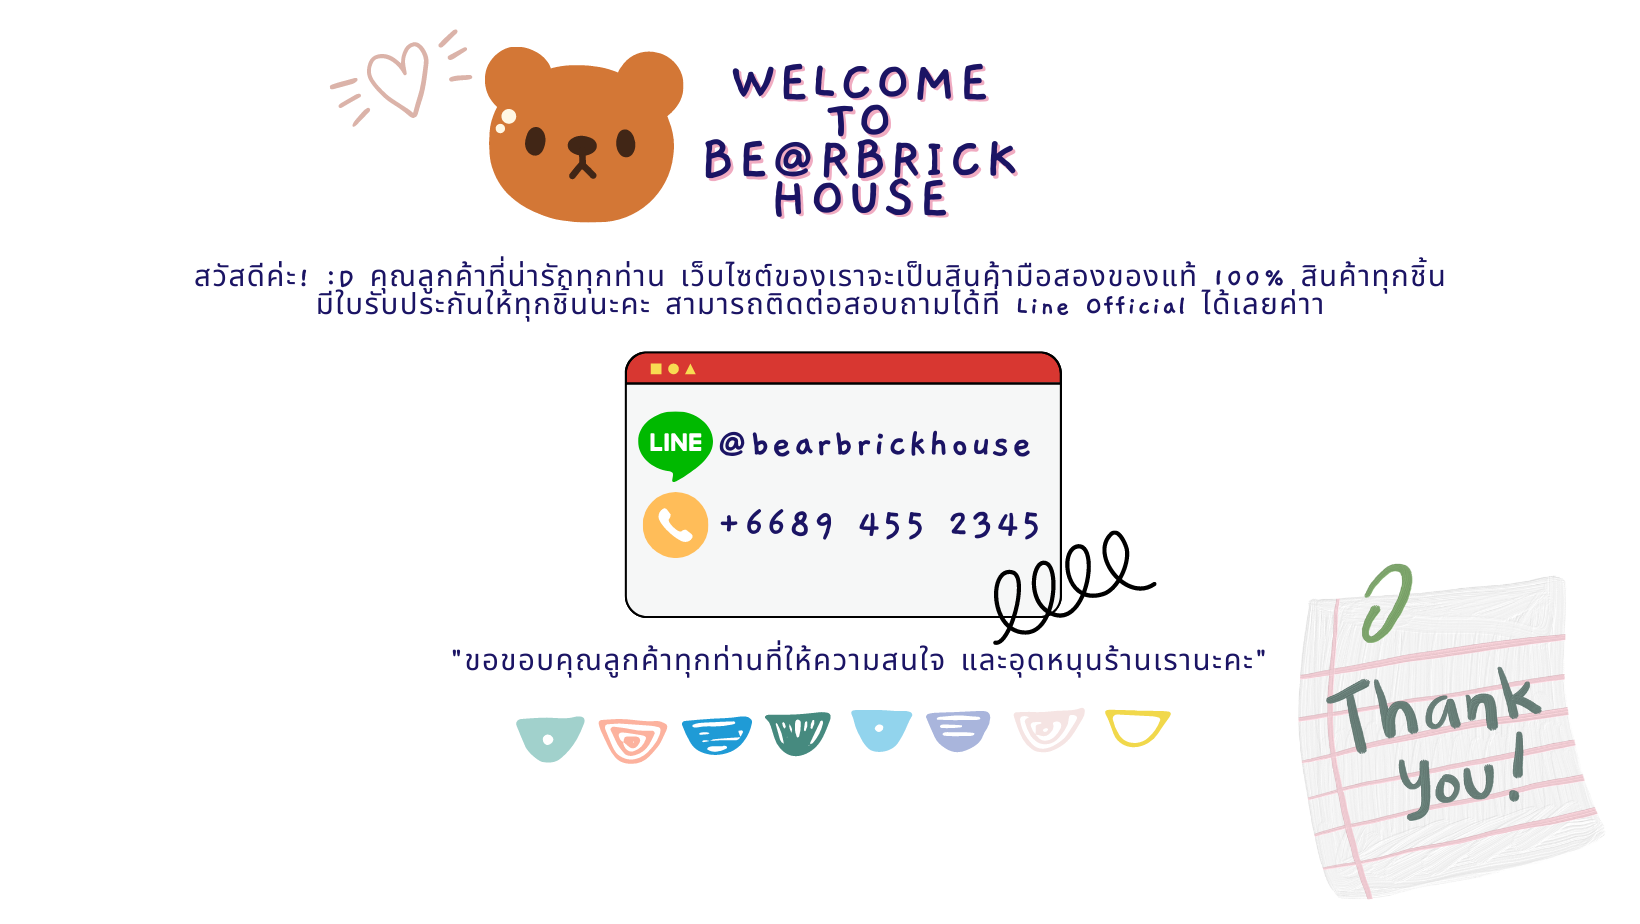 WELCOME
TO
BE@RBRICK
HOUSE
สวัสดีค่ะ! :D คุณลูกค้าที่น่ารักทุกท่าน เว็บไซต์ของเราจะเป็นสินค้ามือสองของแท้ 100% สินค้าทุกชิ้น
มีใบรับประกันให้ทุกชิ้นนะคะ สามารถติดต่อสอบถามได้ที่ Line Official ได้เลยค่าา
LINE @bearbrickhouse
+6689 455 2345
"ขอขอบคุณลูกค้าทุกท่านที่ให้ความสนใจ และอุดหนุนร้านเรานะคะ"
Thank
You!